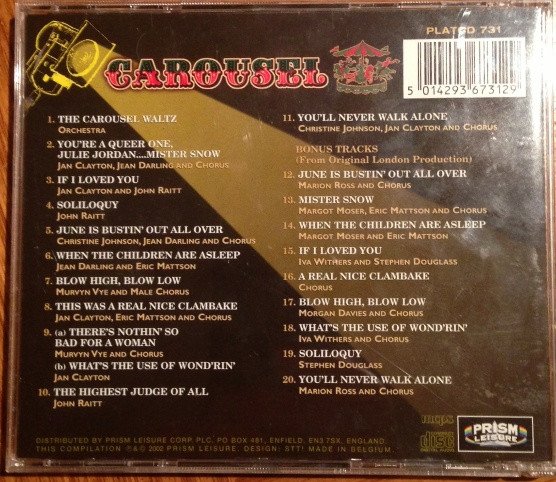 CAROUSEL
PLATCD 731
5 014293 673129
1. THE CAROUSEL WALTZ
ORCHESTRA
2. YOU'RE A QUEER ONE,
JULIE JORDAN....MISTER SNOW
JAN CLAYTON, JEAN DARLING AND CHORUS
3. IF I LOVED YOU
JAN CLAYTON AND JOHN RAITT
4. SOLILOQUY
JOHN RAITT
5. JUNE IS BUSTIN' OUT ALL OVER
CHRISTINE JOHNSON, JEAN DARLING AND CHORUS
6. WHEN THE CHILDREN ARE ASLEEP
JEAN DARLING AND ERIC MATTSON
7. BLOW HIGH, BLOW LOW
MURVYN VYE AND MALE CHORUS
8. THIS WAS A REAL NICE CLAMBAKE
JAN CLAYTON, ERIC MATTSON AND CHORUS
9. (a) THERE'S NOTHIN' SO
BAD FOR A WOMAN
MURVYN VYE AND CHORUS
(b) WHAT'S THE USE OF WOND'RIN'
JAN CLAYTON
10. THE HIGHEST JUDGE OF ALL
JOHN RAITT
11. YOU'LL NEVER WALK ALONE
CHRISTINE JOHNSON, JAN CLAYTON AND CHORUS
BONUS TRACKS
(FROM ORIGINAL LONDON PRODUCTION)
12. JUNE IS BUSTIN' OUT ALL OVER
MARION ROSS AND CHORUS
13. MISTER SNOW
MARGOT MOSER, ERIC MATTSON AND CHORUS
14. WHEN THE CHILDREN ARE ASLEEP
MARGOT MOSER AND ERIC MATTSON
15. IF I LOVED YOU
IVA WITHERS AND STEPHEN DOUGLASS
16. A REAL NICE CLAMBAKE
CHORUS
17. BLOW HIGH, BLOW LOW
MORGAN DAVIES AND CHORUS
18. WHAT'S THE USE OF WOND'RIN'
IVA WITHERS AND CHORUS
19. SOLILOQUY
STEPHEN DOUGLASS
20. YOU'LL NEVER WALK ALONE
MARION ROSS AND CHORUS
DISTRIBUTED BY PRISM LEISURE CORP. PLC, PO BOX 481, ENFIELD, EN3 7SX, ENGLAND.
THIS COMPILATION ℗&© 2002 PRISM LEISURE. DESIGN: STT! MADE IN BELGIUM.
mcps
COMPACT
disc
DIGITAL AUDIO
PRISM
LEISURE